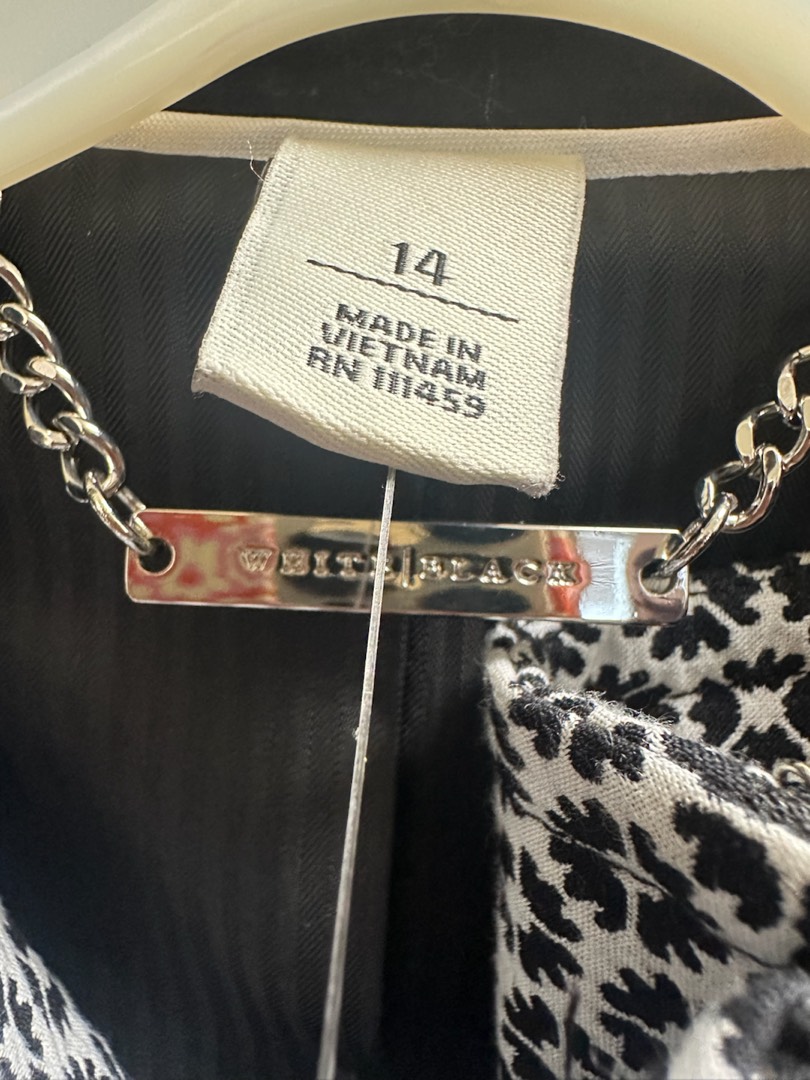 14
MADE IN
VIETNAM
RN 111459
WHITE|BLACK